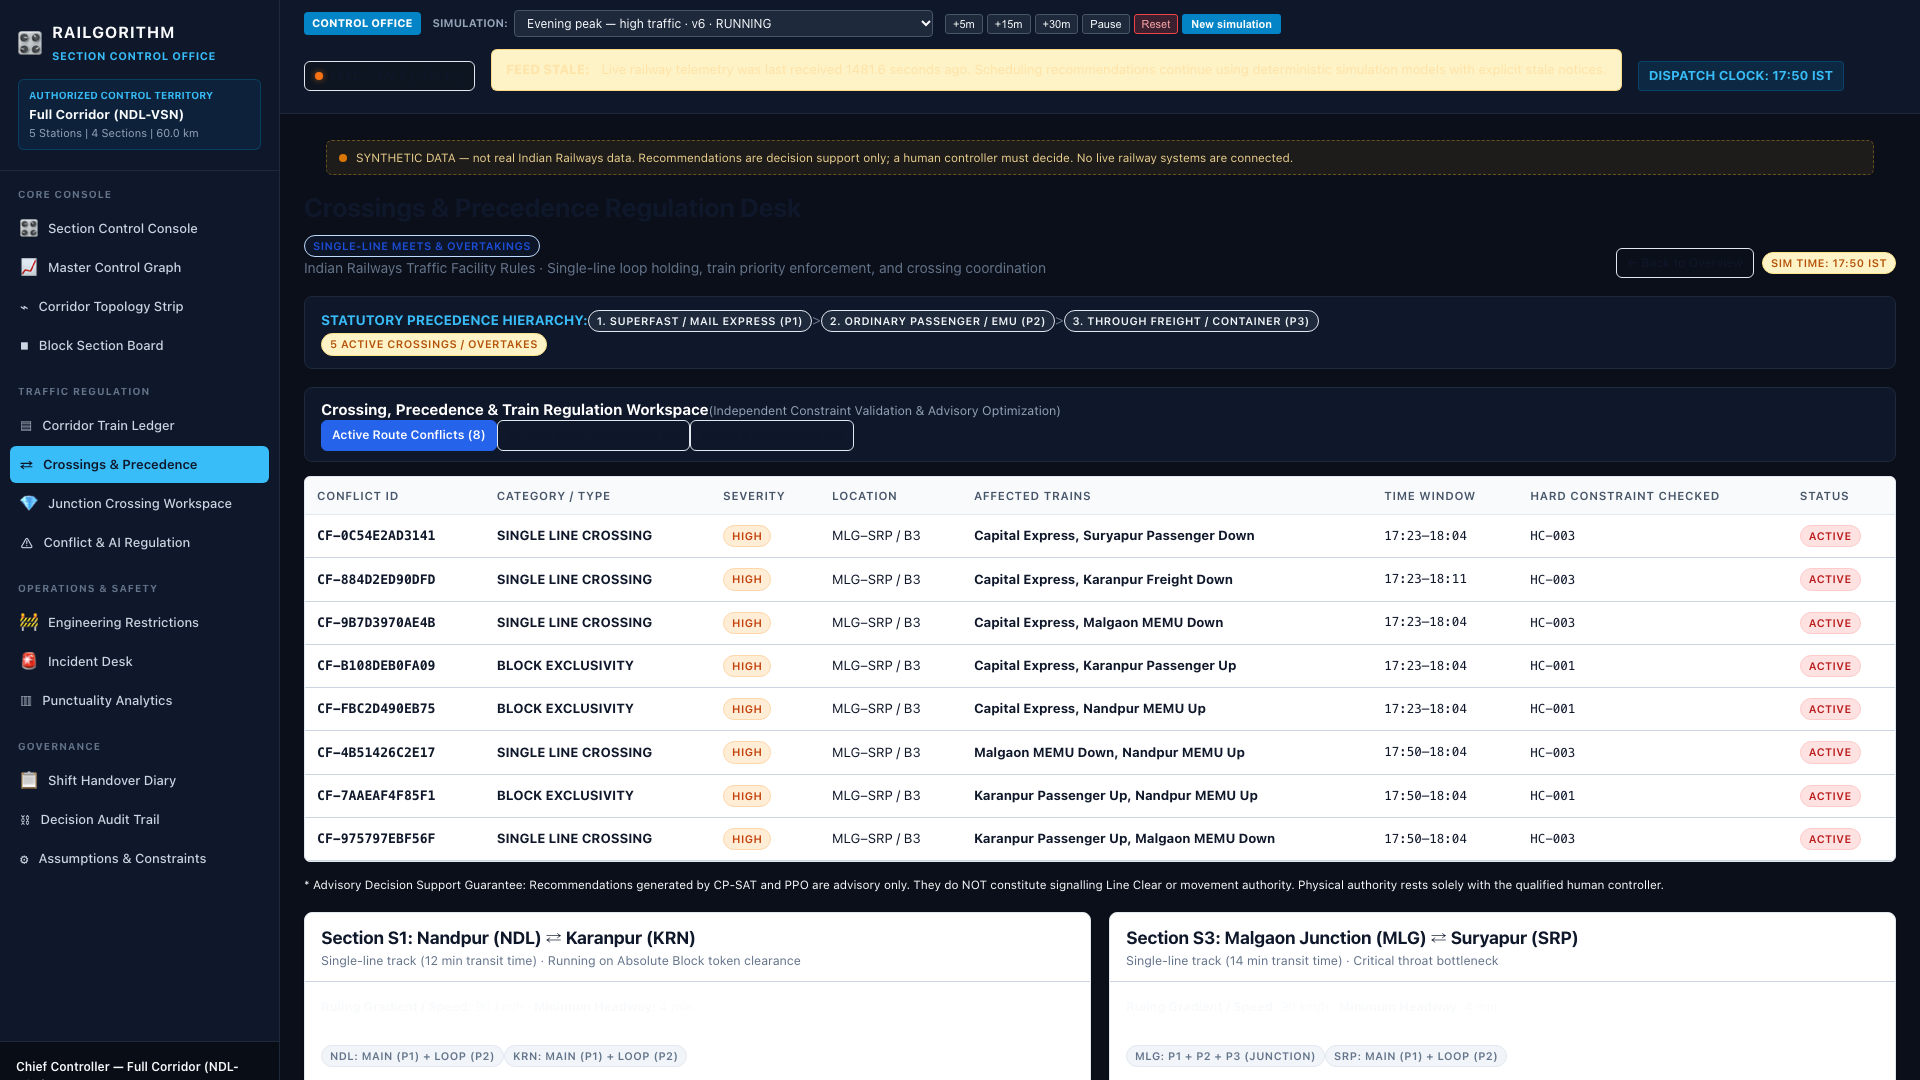 RAILGORITHM
SECTION CONTROL OFFICE
AUTHORIZED CONTROL TERRITORY
Full Corridor (NDL-VSN)
5 Stations | 4 Sections | 60.0 km
CORE CONSOLE
Section Control Console
Master Control Graph
Corridor Topology Strip
Block Section Board
TRAFFIC REGULATION
Corridor Train Ledger
Crossings & Precedence
Junction Crossing Workspace
Conflict & AI Regulation
OPERATIONS & SAFETY
Engineering Restrictions
Incident Desk
Punctuality Analytics
GOVERNANCE
Shift Handover Diary
Decision Audit Trail
Assumptions & Constraints
Chief Controller — Full Corridor (NDL-
CONTROL OFFICE SIMULATION: Evening peak — high traffic · v6 · RUNNING +5m +15m +30m Pause Reset New simulation
FEED STALE: Live railway telemetry was last received 1481.6 seconds ago. Scheduling recommendations continue using deterministic simulation models with explicit stale notices.
DISPATCH CLOCK: 17:50 IST
SYNTHETIC DATA — not real Indian Railways data. Recommendations are decision support only; a human controller must decide. No live railway systems are connected.
Crossings & Precedence Regulation Desk
SINGLE-LINE MEETS & OVERTAKINGS
Indian Railways Traffic Facility Rules · Single-line loop holding, train priority enforcement, and crossing coordination
SIM TIME: 17:50 IST
STATUTORY PRECEDENCE HIERARCHY: 1. SUPERFAST / MAIL EXPRESS (P1) > 2. ORDINARY PASSENGER / EMU (P2) > 3. THROUGH FREIGHT / CONTAINER (P3)
5 ACTIVE CROSSINGS / OVERTAKES
Crossing, Precedence & Train Regulation Workspace (Independent Constraint Validation & Advisory Optimization)
Active Route Conflicts (8)
CONFLICT ID CATEGORY / TYPE SEVERITY LOCATION AFFECTED TRAINS TIME WINDOW HARD CONSTRAINT CHECKED STATUS
CF-0C54E2AD3141 SINGLE LINE CROSSING HIGH MLG–SRP / B3 Capital Express, Suryapur Passenger Down 17:23–18:04 HC-003 ACTIVE
CF-884D2ED90DFD SINGLE LINE CROSSING HIGH MLG–SRP / B3 Capital Express, Karanpur Freight Down 17:23–18:11 HC-003 ACTIVE
CF-9B7D3970AE4B SINGLE LINE CROSSING HIGH MLG–SRP / B3 Capital Express, Malgaon MEMU Down 17:23–18:04 HC-003 ACTIVE
CF-B108DEB0FA09 BLOCK EXCLUSIVITY HIGH MLG–SRP / B3 Capital Express, Karanpur Passenger Up 17:23–18:04 HC-001 ACTIVE
CF-FBC2D490EB75 BLOCK EXCLUSIVITY HIGH MLG–SRP / B3 Capital Express, Nandpur MEMU Up 17:23–18:04 HC-001 ACTIVE
CF-4B51426C2E17 SINGLE LINE CROSSING HIGH MLG–SRP / B3 Malgaon MEMU Down, Nandpur MEMU Up 17:50–18:04 HC-003 ACTIVE
CF-7AAEAF4F85F1 BLOCK EXCLUSIVITY HIGH MLG–SRP / B3 Karanpur Passenger Up, Nandpur MEMU Up 17:50–18:04 HC-001 ACTIVE
CF-975797EBF56F SINGLE LINE CROSSING HIGH MLG–SRP / B3 Karanpur Passenger Up, Malgaon MEMU Down 17:50–18:04 HC-003 ACTIVE
* Advisory Decision Support Guarantee: Recommendations generated by CP-SAT and PPO are advisory only. They do NOT constitute signalling Line Clear or movement authority. Physical authority rests solely with the qualified human controller.
Section S1: Nandpur (NDL) ⇄ Karanpur (KRN)
Single-line track (12 min transit time) · Running on Absolute Block token clearance
NDL: MAIN (P1) + LOOP (P2) KRN: MAIN (P1) + LOOP (P2)
Section S3: Malgaon Junction (MLG) ⇄ Suryapur (SRP)
Single-line track (14 min transit time) · Critical throat bottleneck
MLG: P1 + P2 + P3 (JUNCTION) SRP: MAIN (P1) + LOOP (P2)